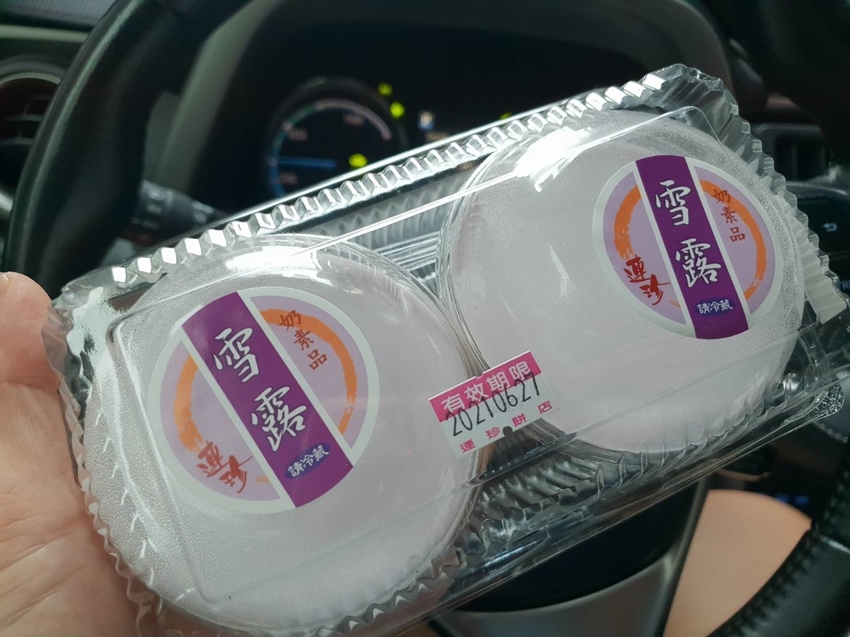 雪露
奶素品
連珍
請冷藏
雪露
奶素品
連珍
請冷藏
有效期限
20210627
連珍餅店